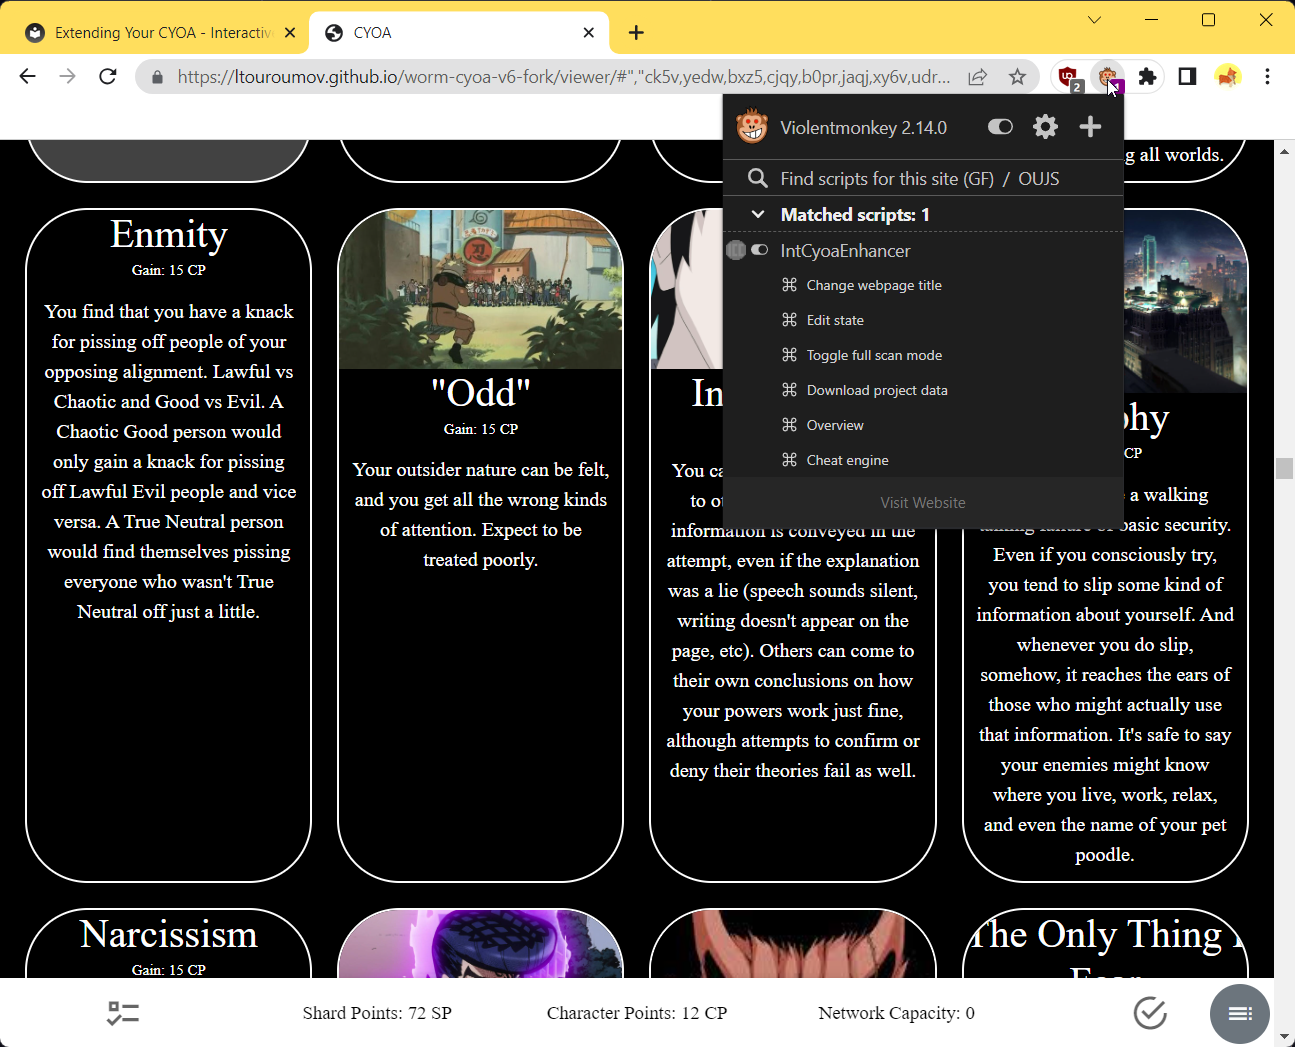 Extending Your CYOA - Interactiv
CYOA
https://ltouroumov.github.io/worm-cyoa-v6-fork/viewer/#","ck5v,yedw,bxz5,cjqy,b0pr,jaqj,xy6v,udr...
2
Violentmonkey 2.14.0
Find scripts for this site (GF) / OUJS
Matched scripts: 1
IntCyoaEnhancer
Change webpage title
Edit state
Toggle full scan mode
Download project data
Overview
Cheat engine
Visit Website
g all worlds.
Enmity
Gain: 15 CP
You find that you have a knack
for pissing off people of your
opposing alignment. Lawful vs
Chaotic and Good vs Evil. A
Chaotic Good person would
only gain a knack for pissing
off Lawful Evil people and vice
versa. A True Neutral person
would find themselves pissing
everyone who wasn't True
Neutral off just a little.
"Odd"
Gain: 15 CP
Your outsider nature can be felt,
and you get all the wrong kinds
of attention. Expect to be
treated poorly.
In
You ca
to ot
information is conveyed in the
attempt, even if the explanation
was a lie (speech sounds silent,
writing doesn't appear on the
page, etc). Others can come to
their own conclusions on how
your powers work just fine,
although attempts to confirm or
deny their theories fail as well.
phy
CP
a walking
talking failure of basic security.
Even if you consciously try,
you tend to slip some kind of
information about yourself. And
whenever you do slip,
somehow, it reaches the ears of
those who might actually use
that information. It's safe to say
your enemies might know
where you live, work, relax,
and even the name of your pet
poodle.
Narcissism
Gain: 15 CP
The Only Thing
Fear
Shard Points: 72 SP
Character Points: 12 CP
Network Capacity: 0